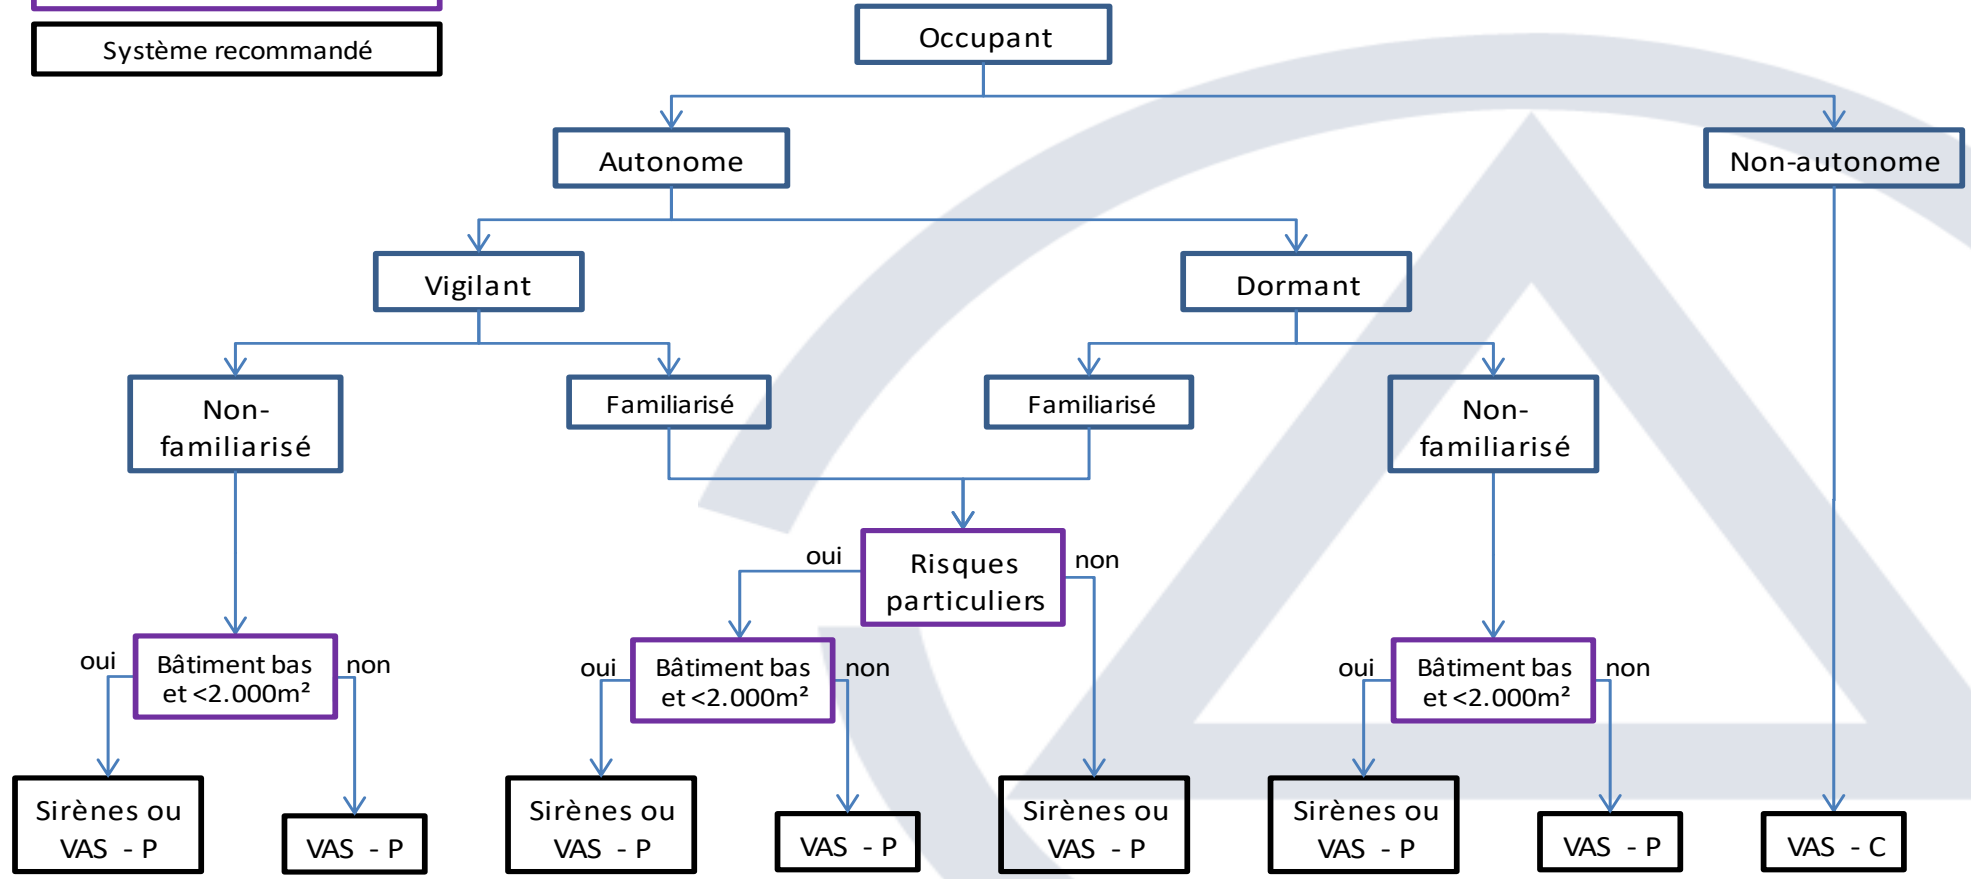 Système recommandé
Occupant
Autonome
Non-autonome
Vigilant
Dormant
Non-
familiarisé
Familiarisé
Familiarisé
Non-
familiarisé
oui
Risques
particuliers
non
oui
Bâtiment bas
et <2.000m²
non
oui
Bâtiment bas
et <2.000m²
non
oui
Bâtiment bas
et <2.000m²
non
Sirènes ou
VAS - P
VAS - P
Sirènes ou
VAS - P
VAS - P
Sirènes ou
VAS - P
Sirènes ou
VAS - P
VAS - P
VAS - C